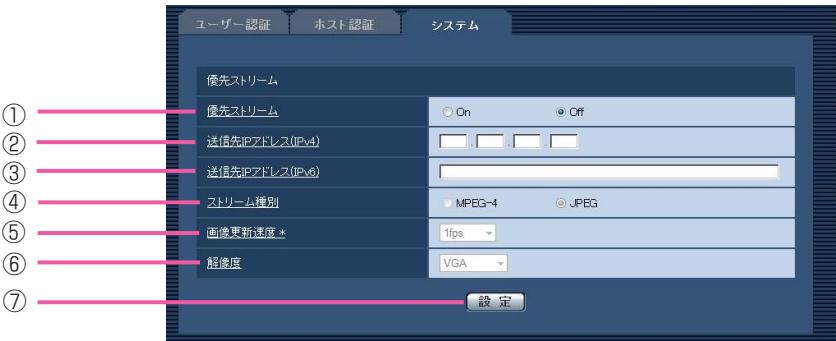 ユーザー認証 ホスト認証 システム
優先ストリーム
① 優先ストリーム On Off
② 送信先IPアドレス(IPv4) . . .
③ 送信先IPアドレス(IPv6)
④ ストリーム種別 MPEG-4 JPEG
⑤ 画像更新速度 * 1fps
⑥ 解像度 VGA
⑦ 設 定